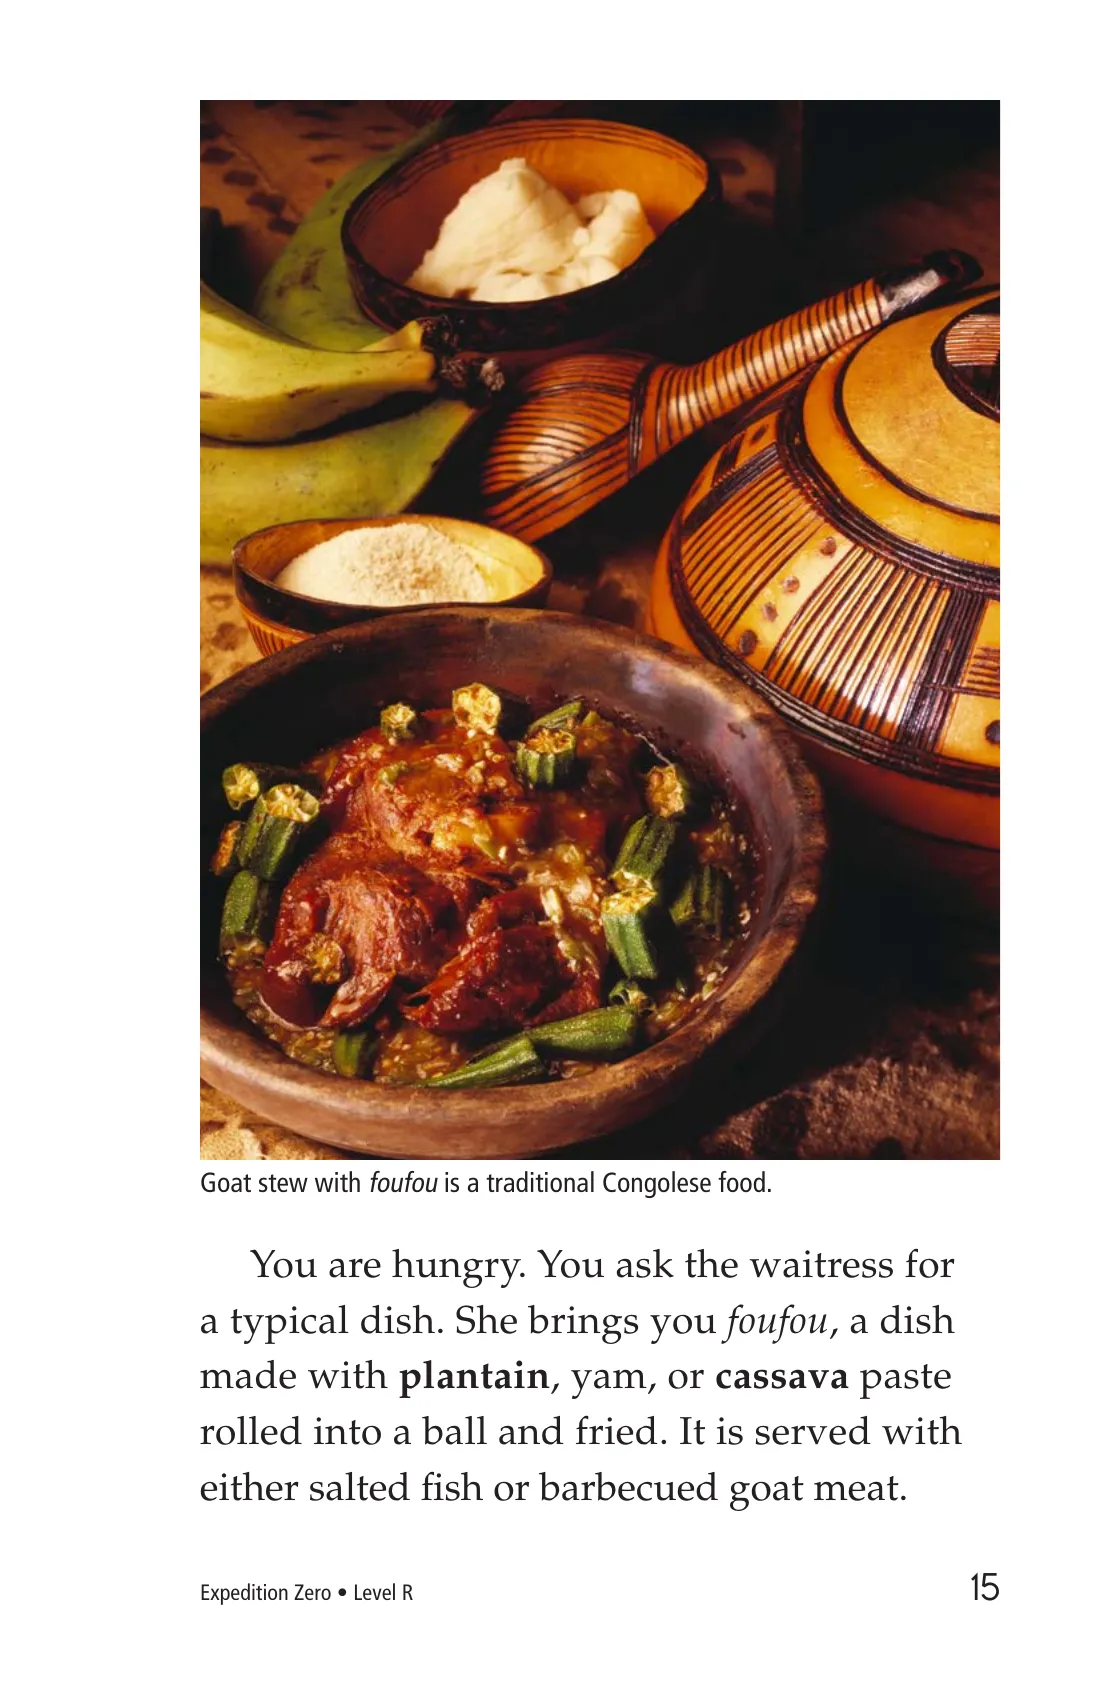 Goat stew with foufou is a traditional Congolese food.
You are hungry. You ask the waitress for
a typical dish. She brings you foufou, a dish
made with plantain, yam, or cassava paste
rolled into a ball and fried. It is served with
either salted fish or barbecued goat meat.
Expedition Zero • Level R
15